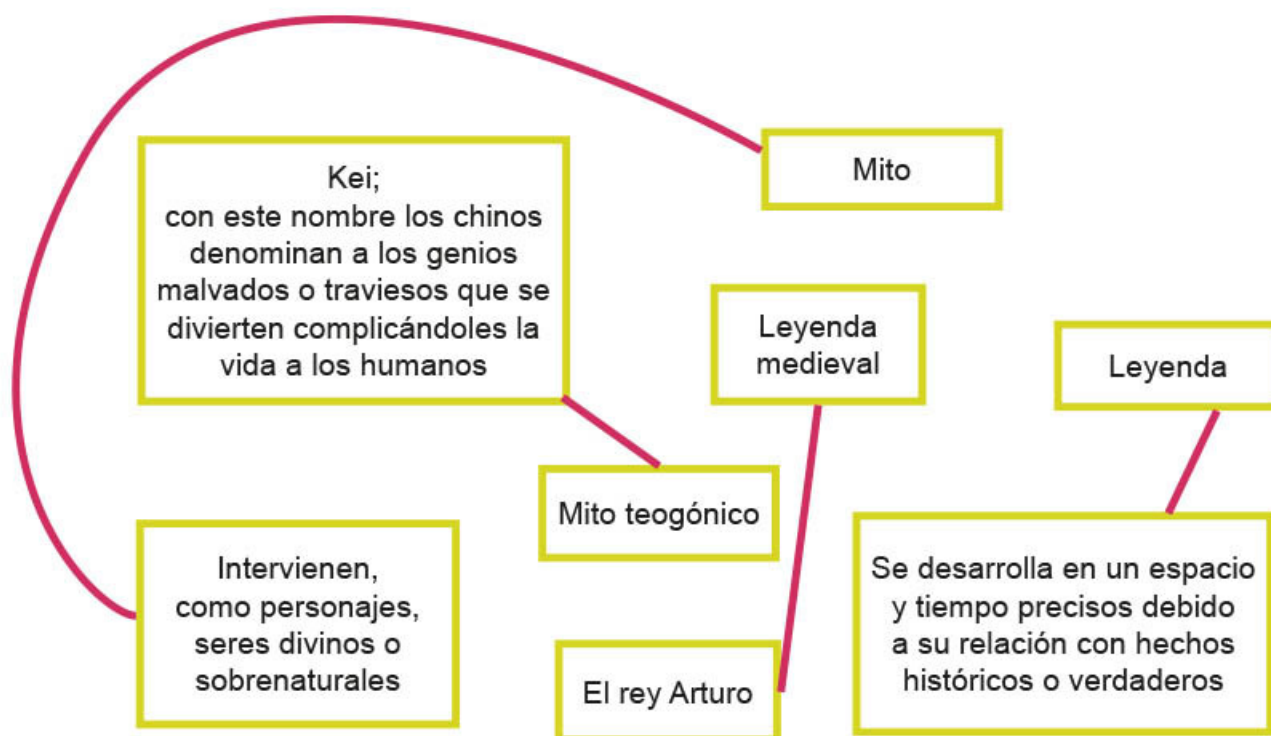 Mito
Kei;
con este nombre los chinos
denominan a los genios
malvados o traviesos que se
divierten complicándoles la
vida a los humanos
Leyenda
medieval
Leyenda
Mito teogónico
Intervienen,
como personajes,
seres divinos o
sobrenaturales
El rey Arturo
Se desarrolla en un espacio
y tiempo precisos debido
a su relación con hechos
históricos o verdaderos